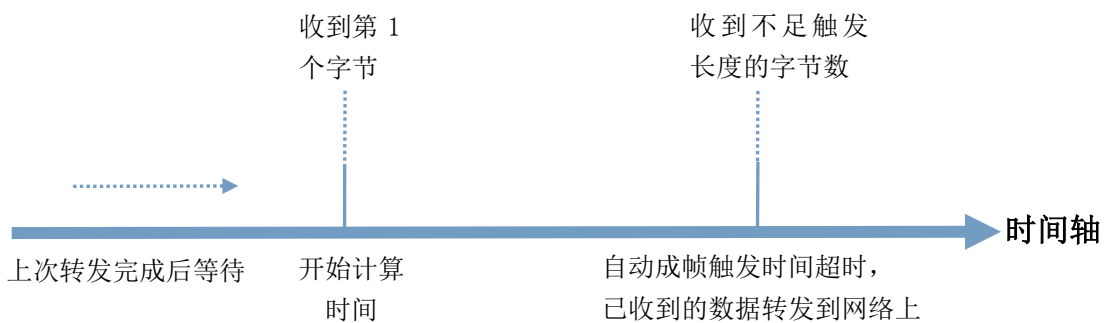 收到第 1
个字节
收到不足触发
长度的字节数
时间轴
上次转发完成后等待
开始计算
时间
自动成帧触发时间超时，
已收到的数据转发到网络上